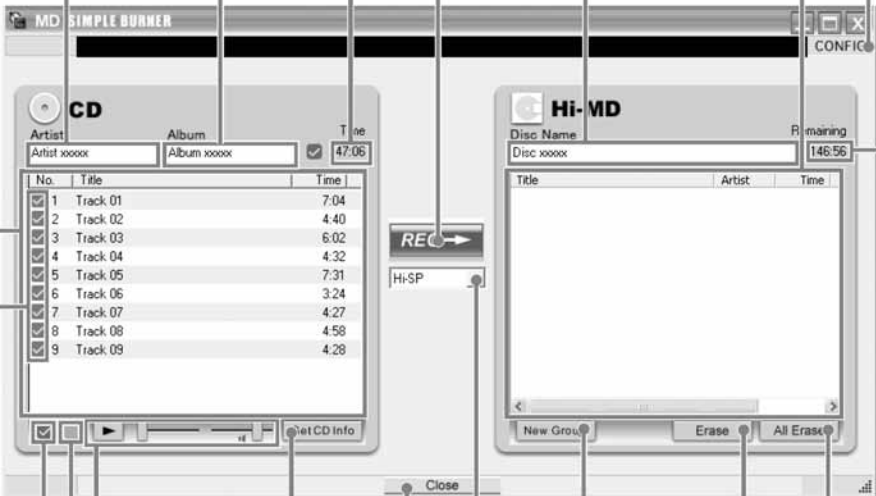 MD SIMPLE BURNER
CONFIG
CD
Artist Album Time
Artist xxxxx Album xxxxx 47:06
No. Title Time
1 Track 01 7:04
2 Track 02 4:40
3 Track 03 6:02
4 Track 04 4:32
5 Track 05 7:31
6 Track 06 3:24
7 Track 07 4:27
8 Track 08 4:58
9 Track 09 4:28
Get CD Info
REC
Hi-SP
Hi-MD
Disc Name Remaining
Disc xxxxx 146:56
Title Artist Time
New Group Erase All Erase
Close